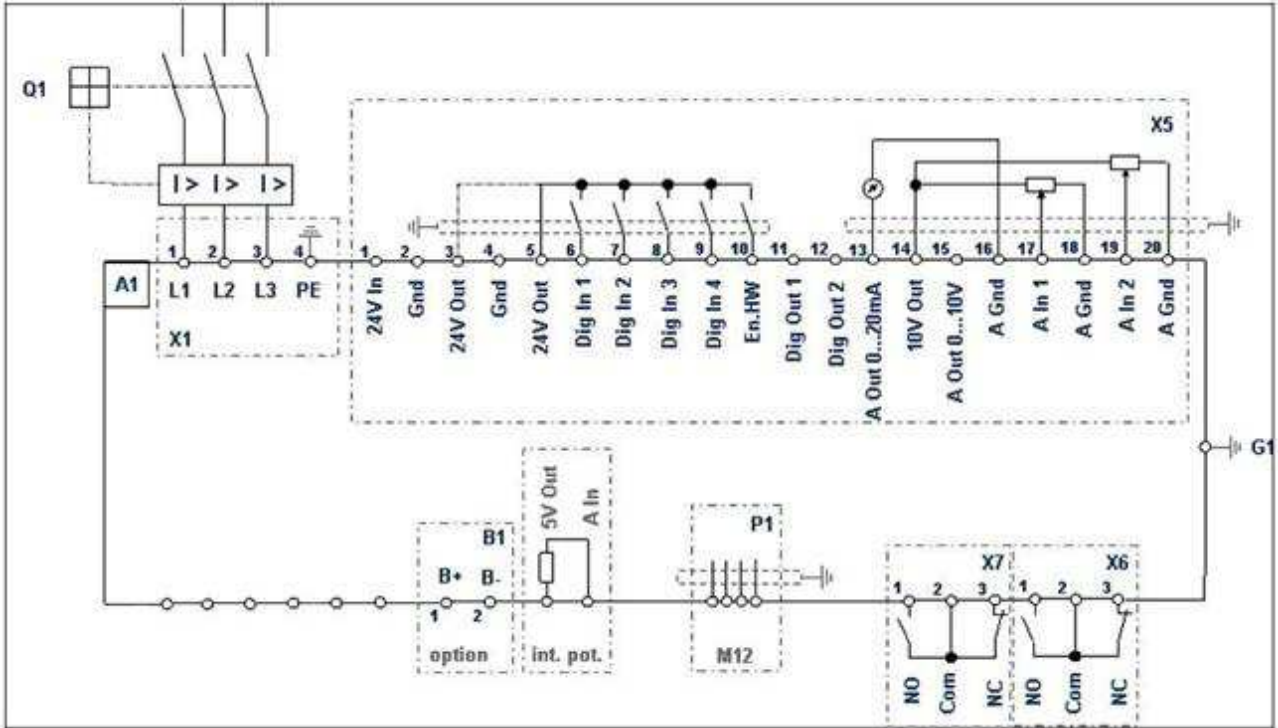 Q1
I> I> I>
X5
1 2 3 4 1 2 3 4 5 6 7 8 9 10 11 12 13 14 15 16 17 18 19 20
A1
L1 L2 L3 PE
X1
24V In
Gnd
24V Out
Gnd
24V Out
Dig In 1
Dig In 2
Dig In 3
Dig In 4
En.HW
Dig Out 1
Dig Out 2
A Out 0...20mA
10V Out
A Out 0...10V
A Gnd
A In 1
A Gnd
A In 2
A Gnd
G1
B1
B+ B-
1 2
option
5V Out
A In
int. pot.
P1
M12
X7
1 2 3
NO
Com
NC
X6
1 2 3
NO
Com
NC